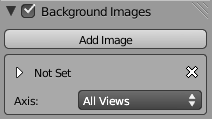 Background Images
Add Image
Not Set
Axis: All Views